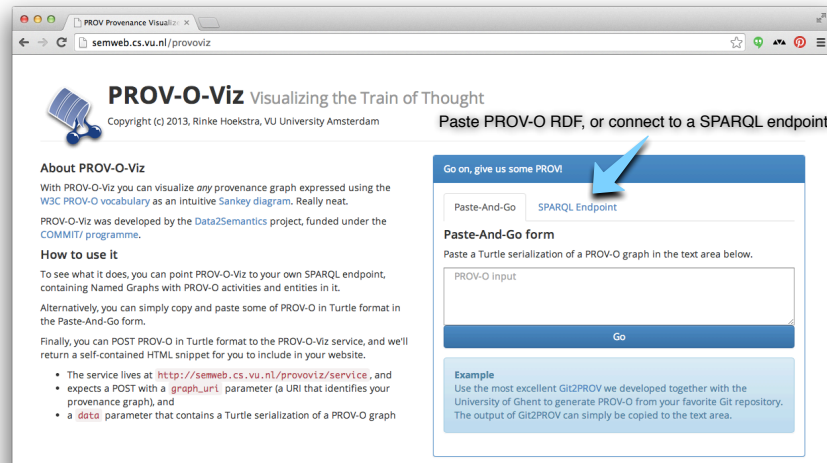 PROV Provenance Visualiz
semweb.cs.vu.nl/provoviz
PROV-O-Viz Visualizing the Train of Thought
Copyright (c) 2013, Rinke Hoekstra, VU University Amsterdam
Paste PROV-O RDF, or connect to a SPARQL endpoint
About PROV-O-Viz
With PROV-O-Viz you can visualize any provenance graph expressed using the
W3C PROV-O vocabulary as an intuitive Sankey diagram. Really neat.
PROV-O-Viz was developed by the Data2Semantics project, funded under the
COMMIT/ programme.
How to use it
To see what it does, you can point PROV-O-Viz to your own SPARQL endpoint,
containing Named Graphs with PROV-O activities and entities in it.
Alternatively, you can simply copy and paste some of PROV-O in Turtle format in
the Paste-And-Go form.
Finally, you can POST PROV-O in Turtle format to the PROV-O-Viz service, and we'll
return a self-contained HTML snippet for you to include in your website.
• The service lives at http://semweb.cs.vu.nl/provoviz/service, and
• expects a POST with a graph_uri parameter (a URI that identifies your
provenance graph), and
• a data parameter that contains a Turtle serialization of a PROV-O graph
Go on, give us some PROV!
Paste-And-Go SPARQL Endpoint
Paste-And-Go form
Paste a Turtle serialization of a PROV-O graph in the text area below.
PROV-O input
Go
Example
Use the most excellent Git2PROV we developed together with the
University of Ghent to generate PROV-O from your favorite Git repository.
The output of Git2PROV can simply be copied to the text area.